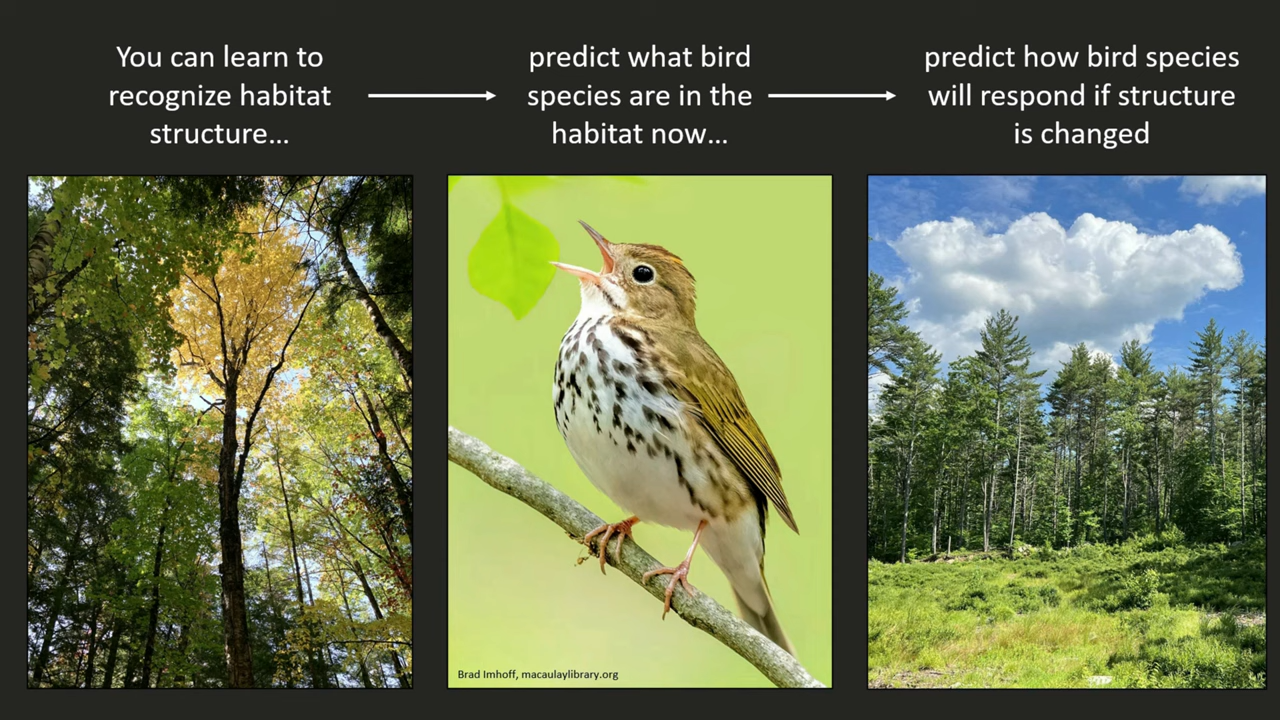 You can learn to
recognize habitat
structure…
predict what bird
species are in the
habitat now…
predict how bird species
will respond if structure
is changed
Brad Imhoff, macaulaylibrary.org